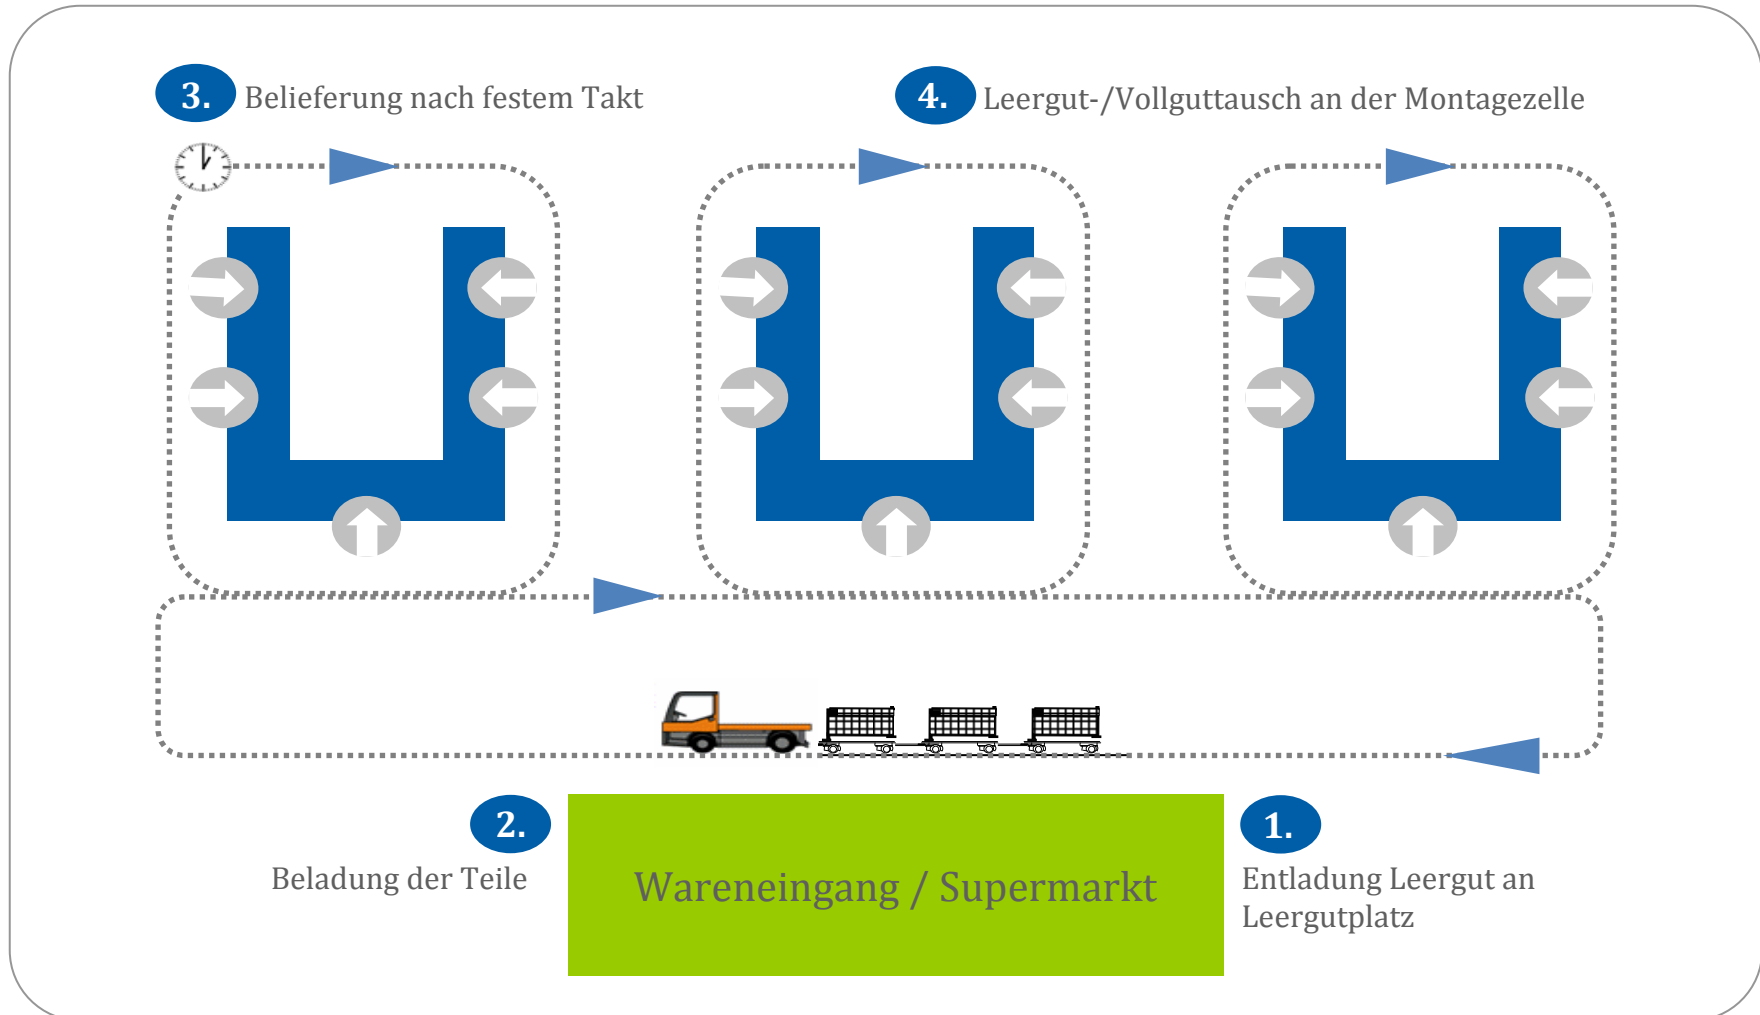 3. Belieferung nach festem Takt
4. Leergut-/Vollguttausch an der Montagezelle
2.
Beladung der Teile
Wareneingang / Supermarkt
1.
Entladung Leergut an
Leergutplatz